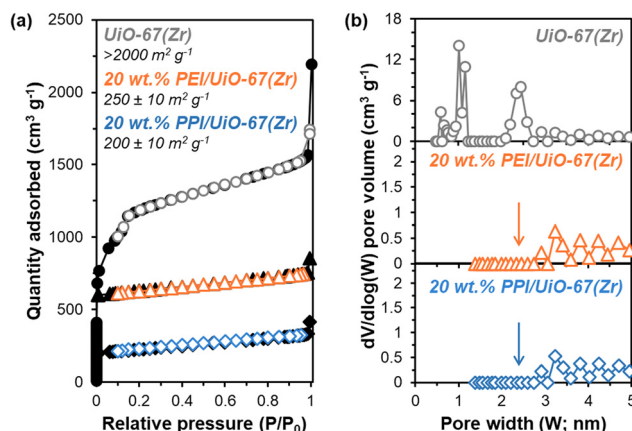 (a)
UiO-67(Zr)
>2000 m² g⁻¹
20 wt.% PEI/UiO-67(Zr)
250 ± 10 m² g⁻¹
20 wt.% PPI/UiO-67(Zr)
200 ± 10 m² g⁻¹
Quantity adsorbed (cm³ g⁻¹)
2500
2000
1500
1000
500
0
0 0.2 0.4 0.6 0.8 1
Relative pressure (P/P₀)
(b)
UiO-67(Zr)
20 wt.% PEI/UiO-67(Zr)
20 wt.% PPI/UiO-67(Zr)
dV/dlog(W) pore volume (cm³ g⁻¹)
18
12
6
0
2
1.5
1
0.5
0
2
1.5
1
0.5
0
0 1 2 3 4 5
Pore width (W; nm)